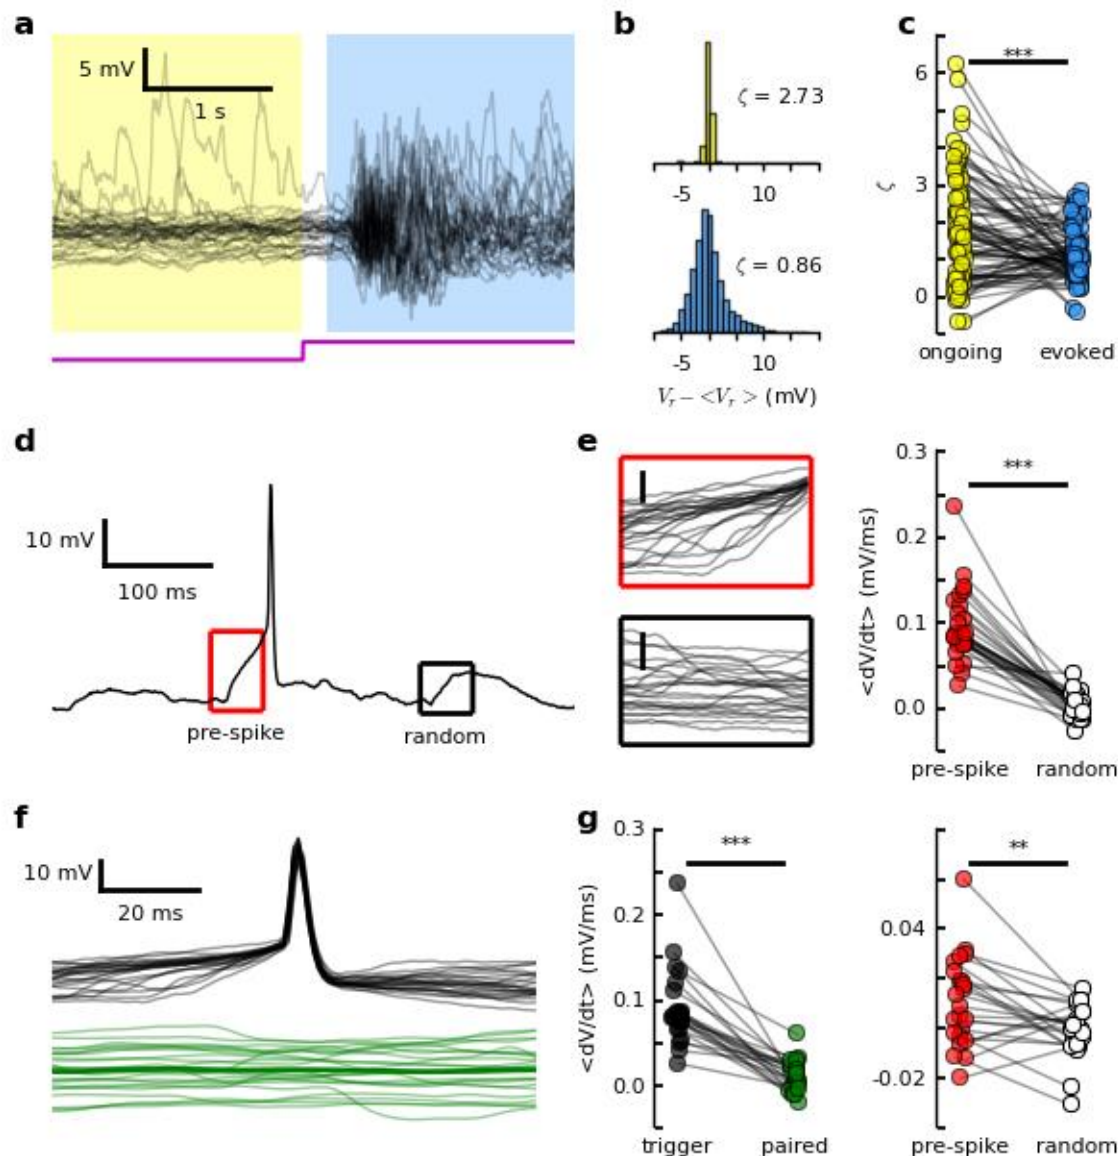 a
5 mV
1 s
b
ζ = 2.73
-5 10
ζ = 0.86
-5 10
V_r − <V_r> (mV)
c
***
6
3
0
ζ
ongoing evoked
d
10 mV
100 ms
pre-spike
random
e
***
0.3
0.2
0.1
0.0
<dV/dt> (mV/ms)
pre-spike random
f
10 mV
20 ms
g
***
0.3
0.2
0.1
0.0
<dV/dt> (mV/ms)
trigger paired
**
0.04
-0.02
pre-spike random